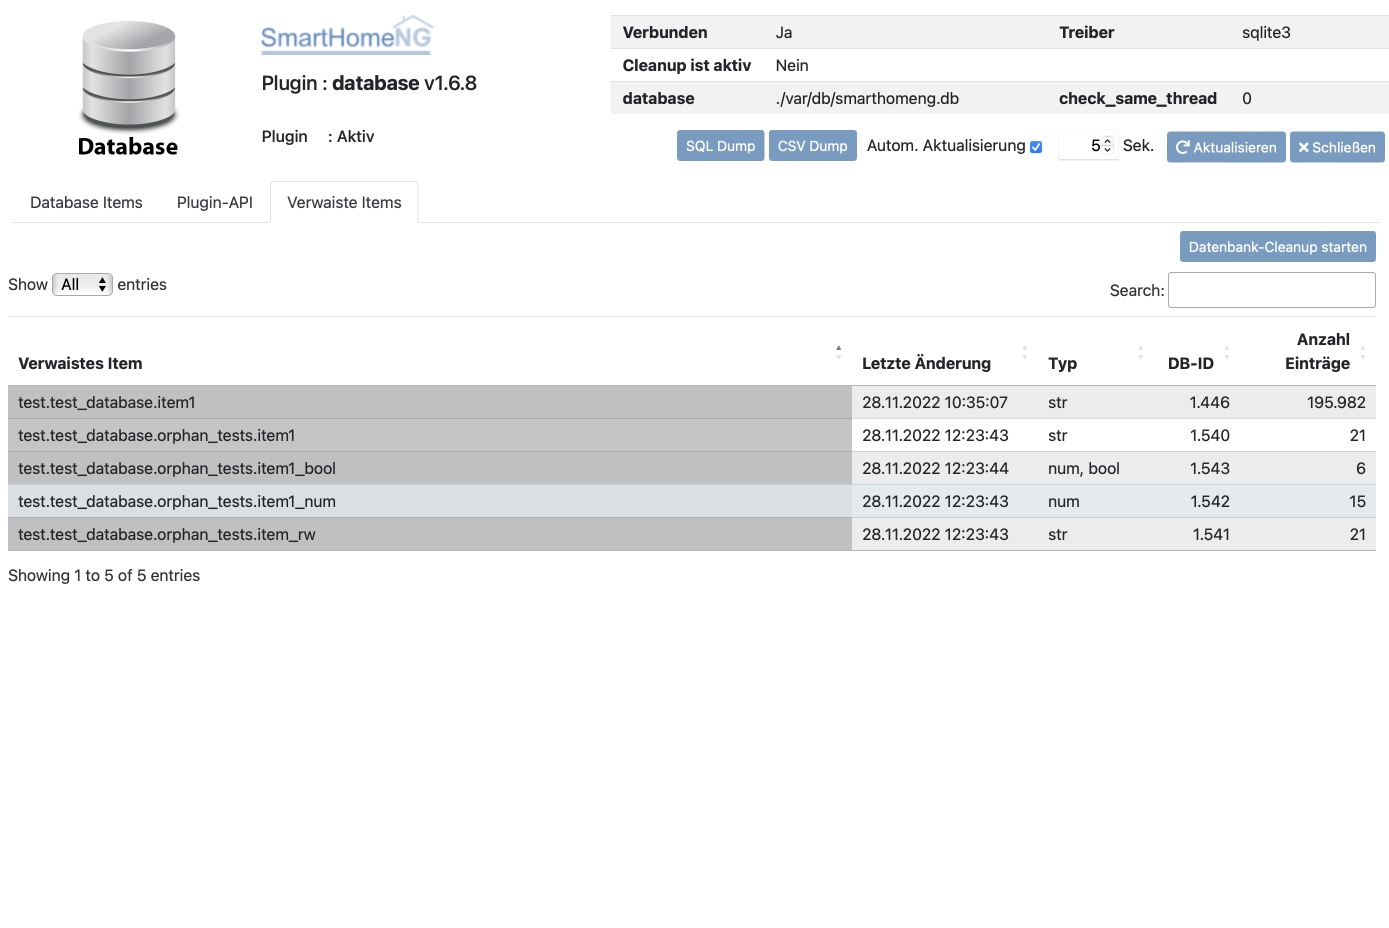 Database
SmartHomeNG
Plugin : database v1.6.8
Plugin : Aktiv
Verbunden Ja Treiber sqlite3
Cleanup ist aktiv Nein
database ./var/db/smarthomeng.db check_same_thread 0
SQL Dump CSV Dump Autom. Aktualisierung 5 Sek. Aktualisieren Schließen
Database Items Plugin-API Verwaiste Items
Datenbank-Cleanup starten
Show All entries
Search:
Verwaistes Item Letzte Änderung Typ DB-ID Anzahl Einträge
test.test_database.item1 28.11.2022 10:35:07 str 1.446 195.982
test.test_database.orphan_tests.item1 28.11.2022 12:23:43 str 1.540 21
test.test_database.orphan_tests.item1_bool 28.11.2022 12:23:44 num, bool 1.543 6
test.test_database.orphan_tests.item1_num 28.11.2022 12:23:43 num 1.542 15
test.test_database.orphan_tests.item_rw 28.11.2022 12:23:43 str 1.541 21
Showing 1 to 5 of 5 entries